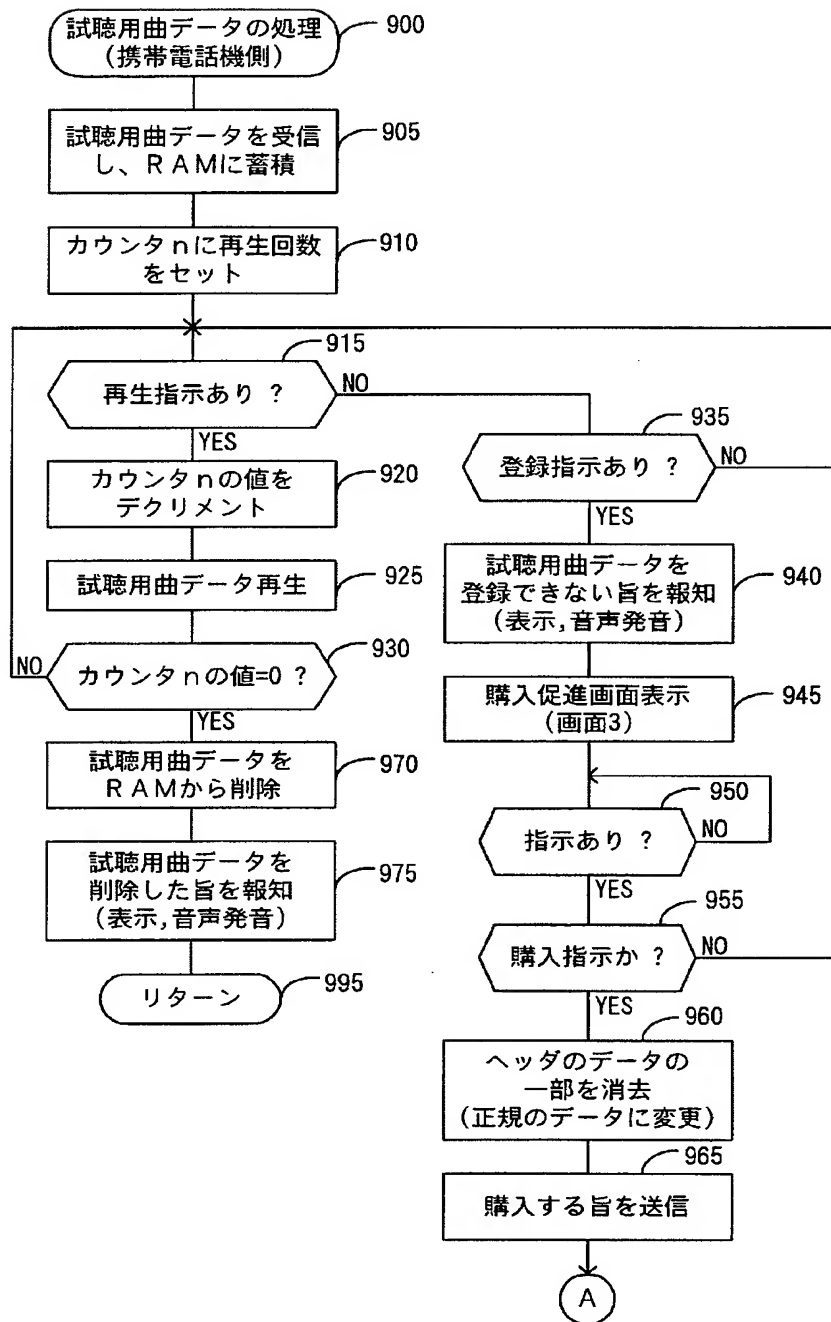 試聴用曲データの処理
(携帯電話機側)
900
試聴用曲データを受信
し、RAMに蓄積
905
カウンタnに再生回数
をセット
910
915
再生指示あり ?
NO
YES
カウンタnの値を
デクリメント
920
試聴用曲データ再生
925
930
カウンタnの値=0 ?
NO
YES
試聴用曲データを
RAMから削除
970
試聴用曲データを
削除した旨を報知
(表示,音声発音)
975
リターン
995
935
登録指示あり ?
NO
YES
試聴用曲データを
登録できない旨を報知
(表示,音声発音)
940
購入促進画面表示
(画面3)
945
950
指示あり ?
NO
YES
955
購入指示か ?
NO
YES
960
ヘッダのデータの
一部を消去
(正規のデータに変更)
965
購入する旨を送信
A